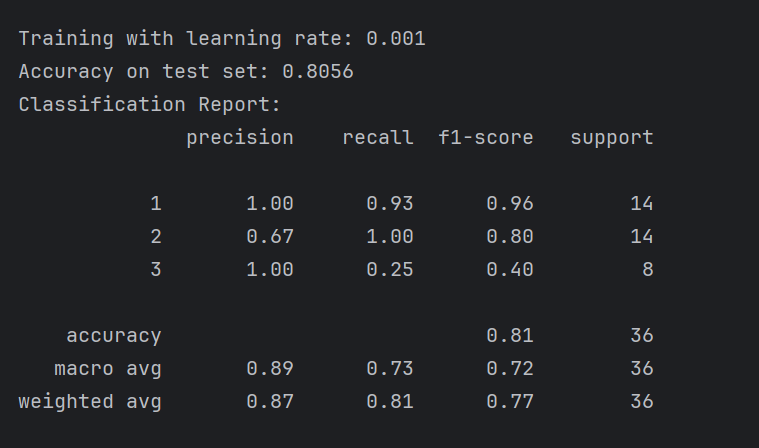 Training with learning rate: 0.001
Accuracy on test set: 0.8056
Classification Report:
precision recall f1-score support
1 1.00 0.93 0.96 14
2 0.67 1.00 0.80 14
3 1.00 0.25 0.40 8
accuracy 0.81 36
macro avg 0.89 0.73 0.72 36
weighted avg 0.87 0.81 0.77 36